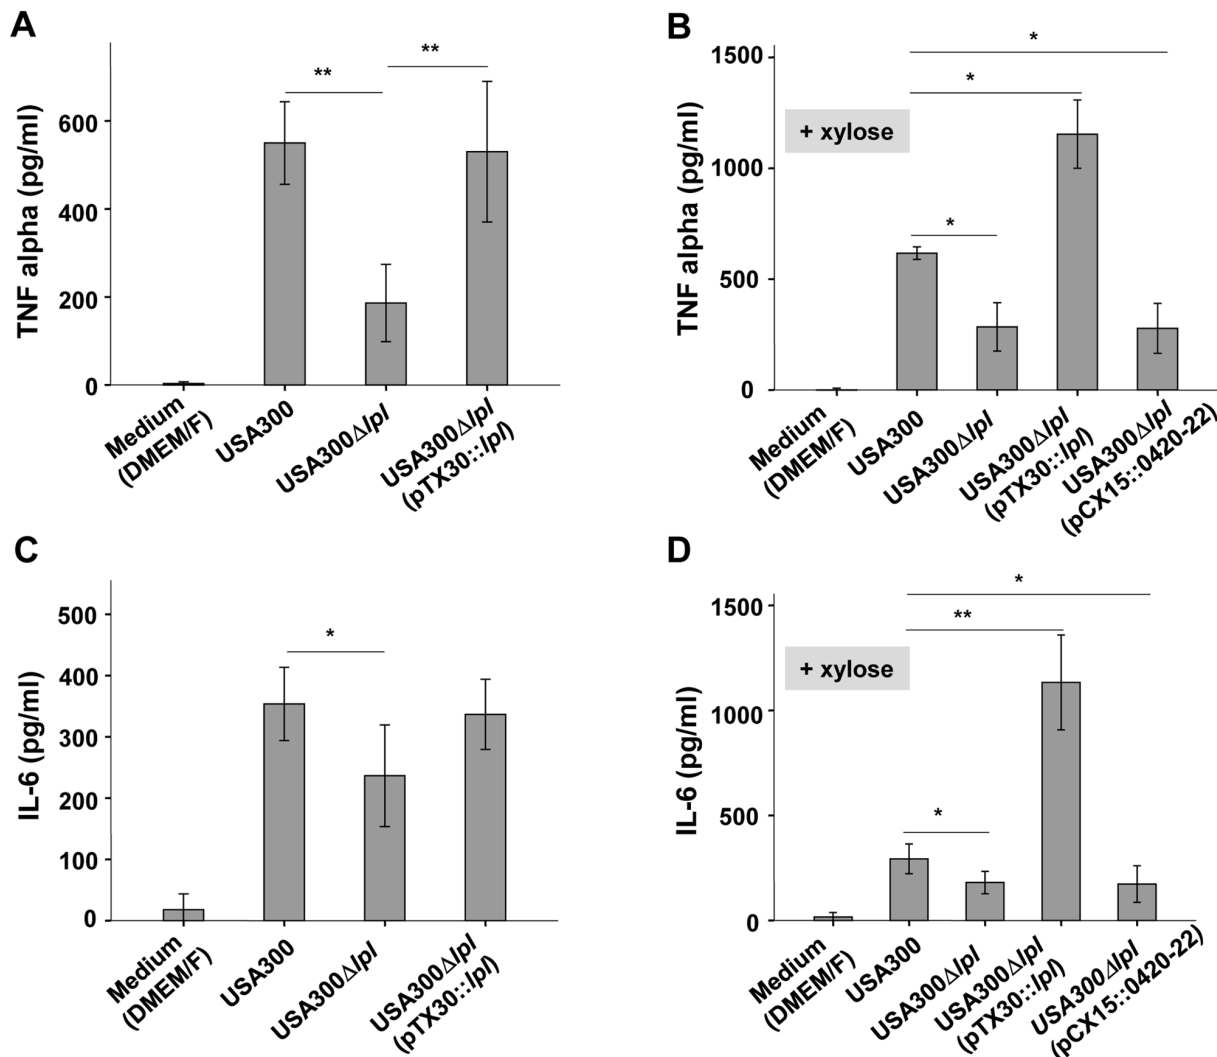 A
TNF alpha (pg/ml)
600
400
200
0
**
**
Medium
(DMEM/F)
USA300
USA300Δlpl
USA300Δlpl
(pTX30::lpl)
B
TNF alpha (pg/ml)
1500
1000
500
0
+ xylose
*
*
*
Medium
(DMEM/F)
USA300
USA300Δlpl
USA300Δlpl
(pTX30::lpl)
USA300Δlpl
(pCX15::0420-22)
C
IL-6 (pg/ml)
500
400
300
200
100
0
*
Medium
(DMEM/F)
USA300
USA300Δlpl
USA300Δlpl
(pTX30::lpl)
D
IL-6 (pg/ml)
1500
1000
500
0
+ xylose
*
**
*
Medium
(DMEM/F)
USA300
USA300Δlpl
USA300Δlpl
(pTX30::lpl)
USA300Δlpl
(pCX15::0420-22)